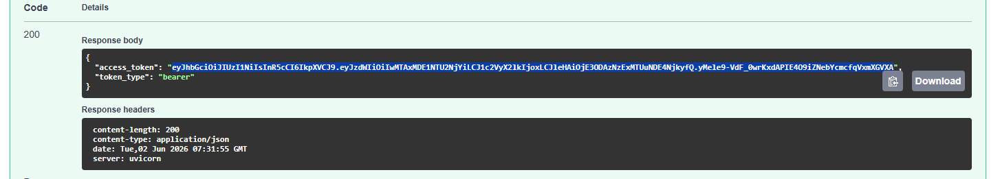 Code Details
200
Response body
{
"access_token": "eyJhbGciOiJIUzI1NiIsInR5cCI6IkpXVCJ9.eyJzdWIiOiIwMTAxMDE1NTU2NjYiLCJ1c2VyX2lkIjoxLCJleHAiOjE3ODAzNzExMTUuNDE4NjkyfQ.yMele9-VdF_0wrKxdAPIE4O9iZNebYcmcfqVxmXGVXA",
"token_type": "bearer"
}
Download
Response headers
content-length: 200
content-type: application/json
date: Tue,02 Jun 2026 07:31:55 GMT
server: uvicorn